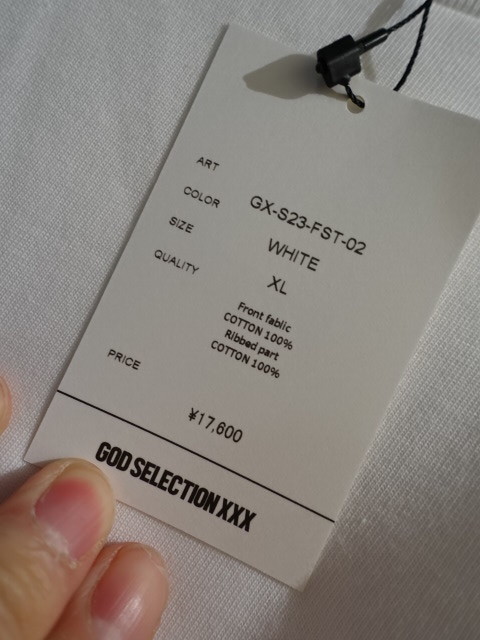 ART GX-S23-FST-02
COLOR WHITE
SIZE XL
QUALITY Front fablic
COTTON 100%
Ribbed part
COTTON 100%
PRICE ¥17,600
GOD SELECTION XXX